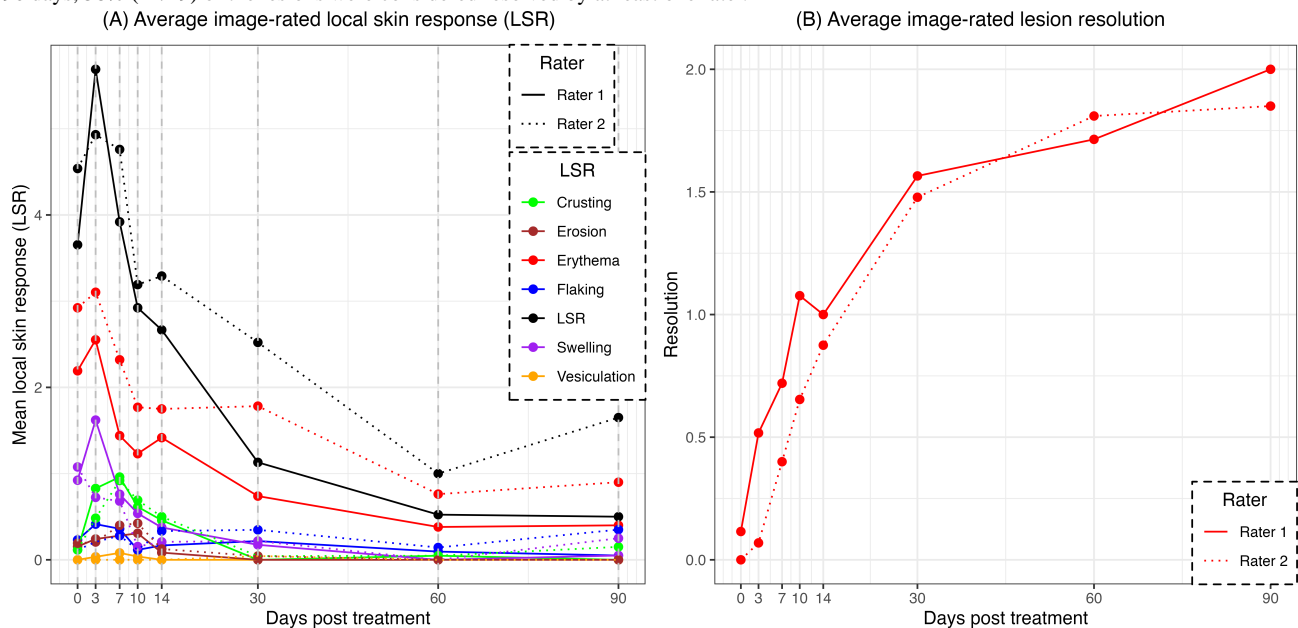 (A) Average image-rated local skin response (LSR)
Mean local skin response (LSR)
4
2
0
0 3 7 10 14 30 60 90
Days post treatment
Rater
Rater 1
Rater 2
LSR
Crusting
Erosion
Erythema
Flaking
LSR
Swelling
Vesiculation
(B) Average image-rated lesion resolution
Resolution
2.0
1.5
1.0
0.5
0.0
0 3 7 10 14 30 60 90
Days post treatment
Rater
Rater 1
Rater 2